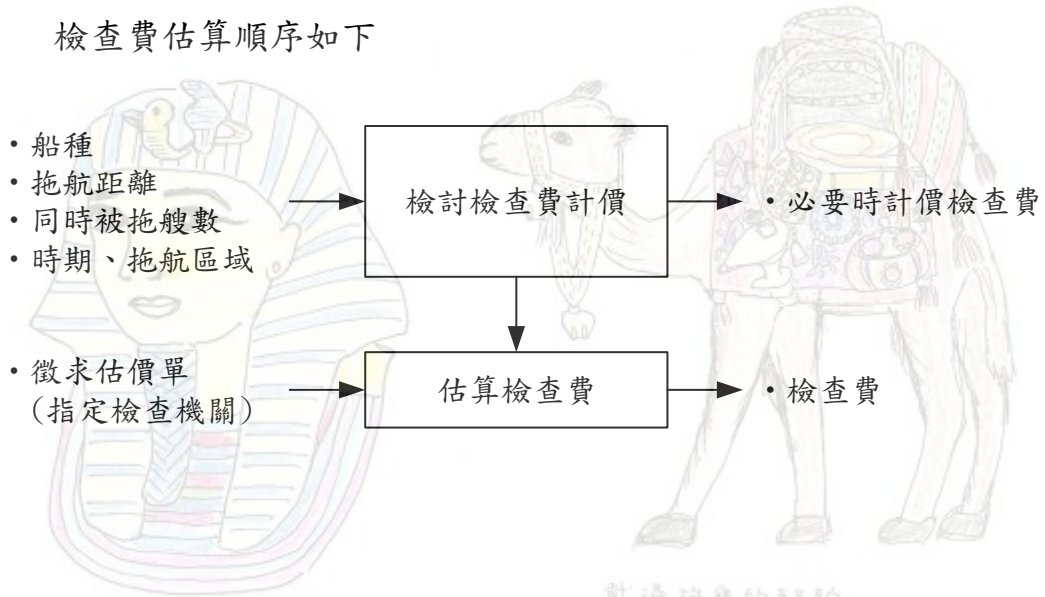 檢查費估算順序如下
・船種
・拖航距離
・同時被拖艘數
・時期、拖航區域
檢討檢查費計價
・必要時計價檢查費
・徵求估價單
(指定檢查機關)
估算檢查費
・檢查費